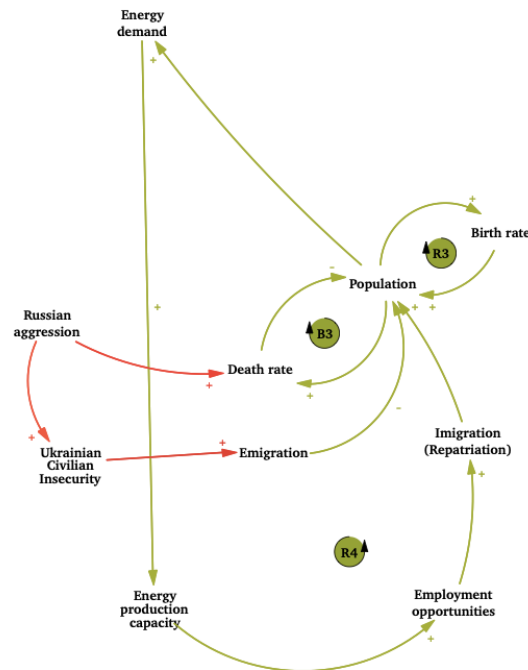 Energy
demand
+
+
Birth rate
R3
-
Population
+
+
+
Russian
aggression
B3
Death rate
+
+
-
Imigration
(Repatriation)
+
+
Ukrainian
Civilian
Insecurity
Emigration
+
R4
Energy
production
capacity
Employment
opportunities
+